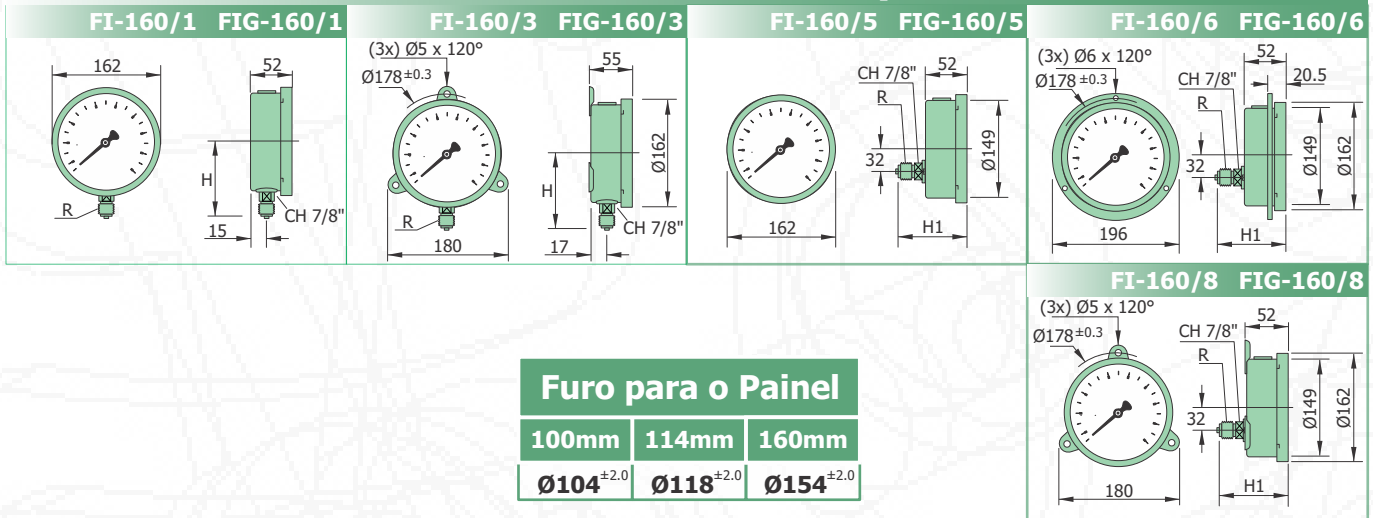 FI-160/1 FIG-160/1
162
52
H
R
15
CH 7/8"
FI-160/3 FIG-160/3
(3x) Ø5 x 120°
Ø178±0.3
55
Ø162
H
R
CH 7/8"
180
17
FI-160/5 FIG-160/5
52
CH 7/8"
R
32
Ø149
162
H1
FI-160/6 FIG-160/6
(3x) Ø6 x 120°
52
Ø178±0.3
CH 7/8"
20.5
R
32
Ø149
Ø162
196
H1
FI-160/8 FIG-160/8
(3x) Ø5 x 120°
52
Ø178±0.3
CH 7/8"
R
32
Ø149
Ø162
180
H1
Furo para o Painel
100mm 114mm 160mm
Ø104±2.0 Ø118±2.0 Ø154±2.0